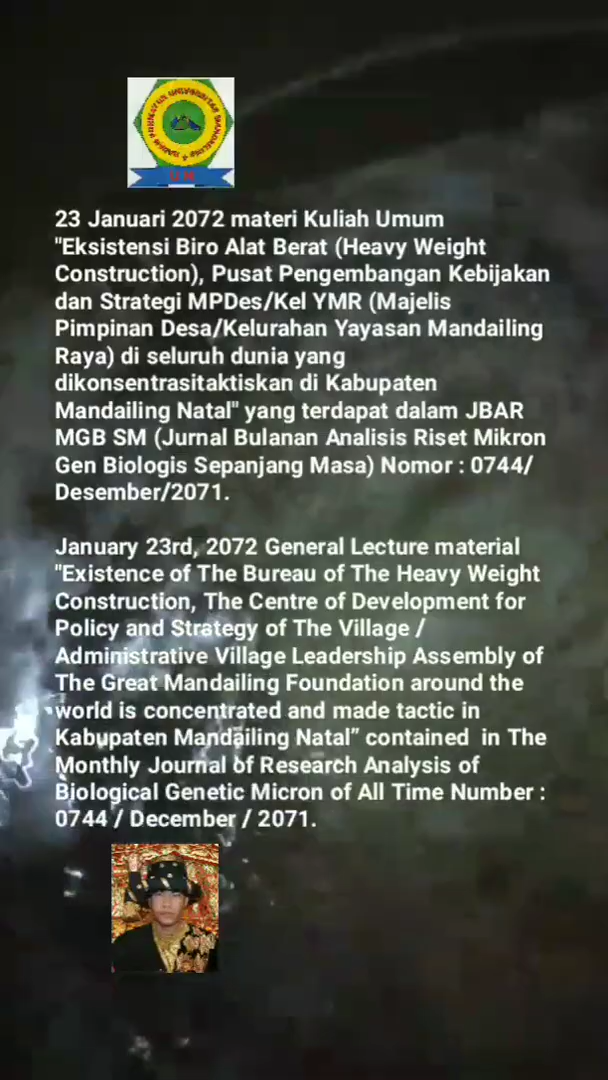 23 Januari 2072 materi Kuliah Umum
"Eksistensi Biro Alat Berat (Heavy Weight
Construction), Pusat Pengembangan Kebijakan
dan Strategi MPDes/Kel YMR (Majelis
Pimpinan Desa/Kelurahan Yayasan Mandailing
Raya) di seluruh dunia yang
dikonsentrasitaktiskan di Kabupaten
Mandailing Natal" yang terdapat dalam JBAR
MGB SM (Jurnal Bulanan Analisis Riset Mikron
Gen Biologis Sepanjang Masa) Nomor : 0744/
Desember/2071.
January 23rd, 2072 General Lecture material
"Existence of The Bureau of The Heavy Weight
Construction, The Centre of Development for
Policy and Strategy of The Village /
Administrative Village Leadership Assembly of
The Great Mandailing Foundation around the
world is concentrated and made tactic in
Kabupaten Mandailing Natal" contained in The
Monthly Journal of Research Analysis of
Biological Genetic Micron of All Time Number :
0744 / December / 2071.